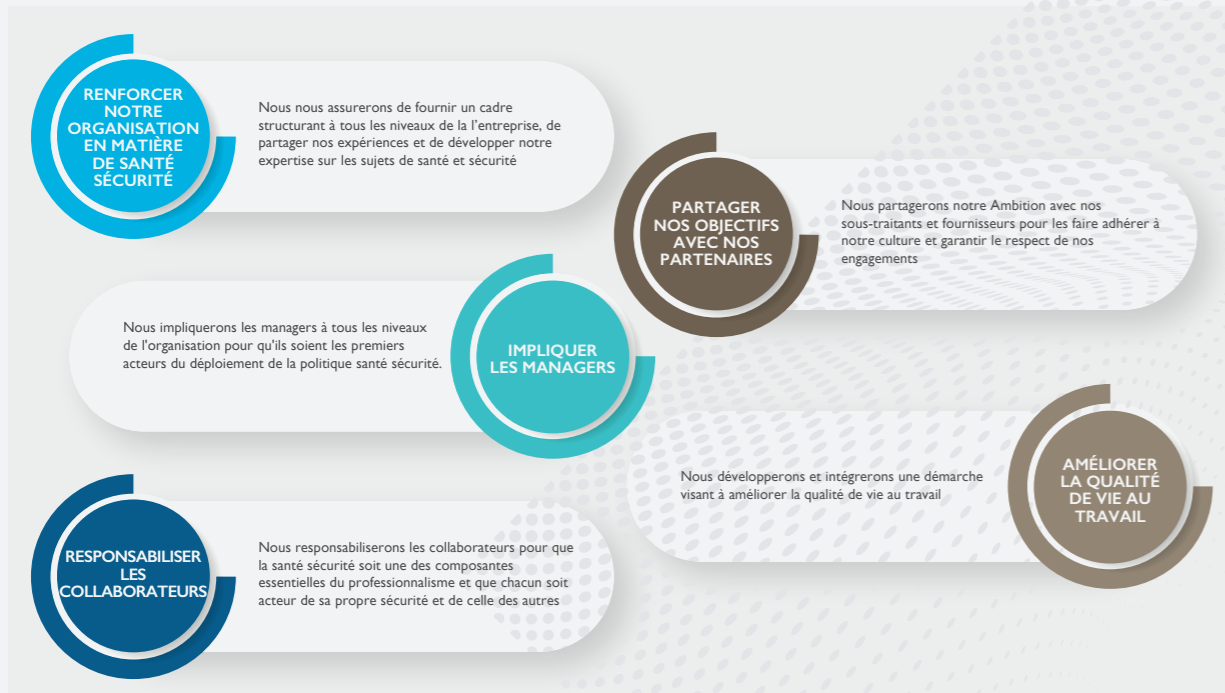 RENFORCER
NOTRE
ORGANISATION
EN MATIÈRE
DE SANTÉ
SÉCURITÉ
Nous nous assurerons de fournir un cadre
structurant à tous les niveaux de la l'entreprise, de
partager nos expériences et de développer notre
expertise sur les sujets de santé et sécurité
PARTAGER
NOS OBJECTIFS
AVEC NOS
PARTENAIRES
Nous partagerons notre Ambition avec nos
sous-traitants et fournisseurs pour les faire adhérer à
notre culture et garantir le respect de nos
engagements
Nous impliquerons les managers à tous les niveaux
de l'organisation pour qu'ils soient les premiers
acteurs du déploiement de la politique santé sécurité.
IMPLIQUER
LES MANAGERS
Nous développerons et intégrerons une démarche
visant à améliorer la qualité de vie au travail
AMÉLIORER
LA QUALITÉ
DE VIE AU
TRAVAIL
RESPONSABILISER
LES
COLLABORATEURS
Nous responsabiliserons les collaborateurs pour que
la santé sécurité soit une des composantes
essentielles du professionnalisme et que chacun soit
acteur de sa propre sécurité et de celle des autres